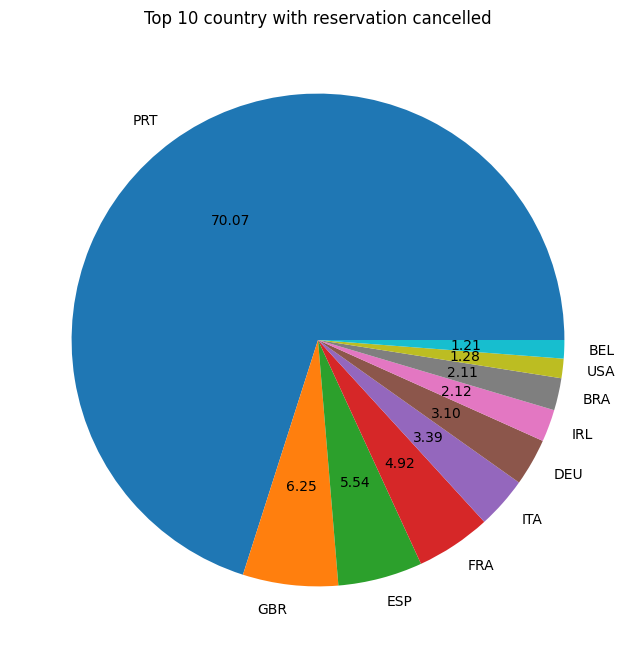 Top 10 country with reservation cancelled
PRT
70.07
1.21
BEL
1.28
USA
2.11
BRA
2.12
IRL
3.10
DEU
3.39
ITA
4.92
FRA
5.54
ESP
6.25
GBR